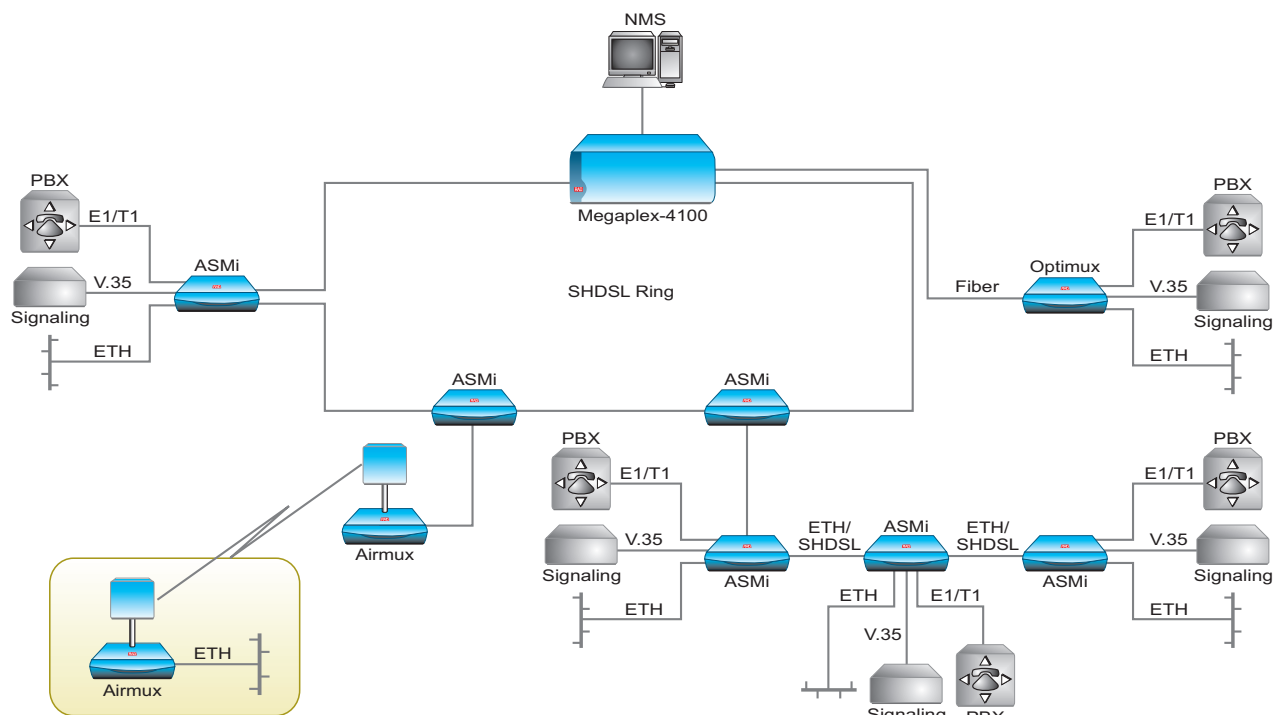 NMS
Megaplex-4100
PBX
E1/T1
ASMi
V.35
Signaling
ETH
SHDSL Ring
Fiber
Optimux
PBX
E1/T1
V.35
Signaling
ETH
ASMi
ASMi
Airmux
ETH
Airmux
PBX
E1/T1
V.35
Signaling
ETH
ASMi
ETH/
SHDSL
ASMi
ETH/
SHDSL
ETH
V.35
E1/T1
Signaling
PBX
PBX
E1/T1
V.35
Signaling
ASMi
ETH